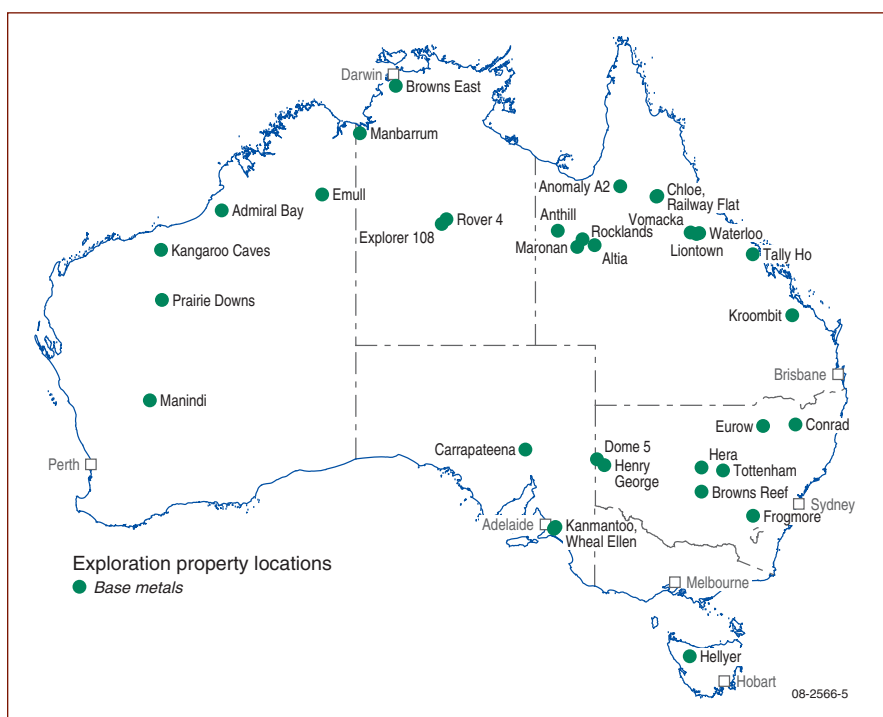 Darwin
Browns East
Manbarrum
Emull
Admiral Bay
Rover 4
Explorer 108
Kangaroo Caves
Prairie Downs
Manindi
Perth
Anomaly A2
Chloe,
Railway Flat
Anthill
Vomacka
Rocklands
Waterloo
Maronan
Altia
Liontown
Tally Ho
Kroombit
Brisbane
Eurow
Conrad
Carrapateena
Dome 5
Henry
George
Hera
Tottenham
Browns Reef
Sydney
Frogmore
Adelaide
Kanmantoo,
Wheal Ellen
Melbourne
Exploration property locations
Base metals
Hellyer
Hobart
08-2566-5